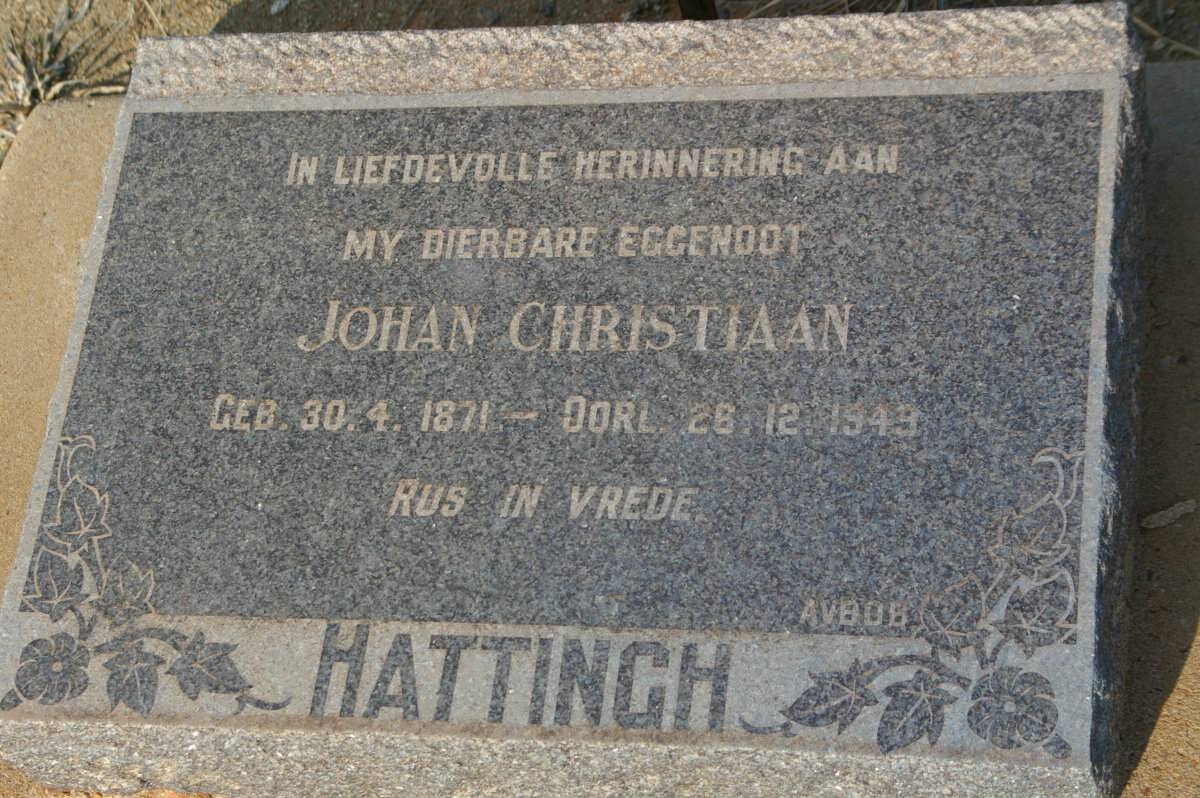 IN LIEFDEVOLLE HERINNERING AAN
MY DIERBARE EGGENOOT
JOHAN CHRISTIAAN
GEB. 30. 4. 1871. — OORL. 26. 12. 1949
RUS IN VREDE.
AVBOB
HATTINGH